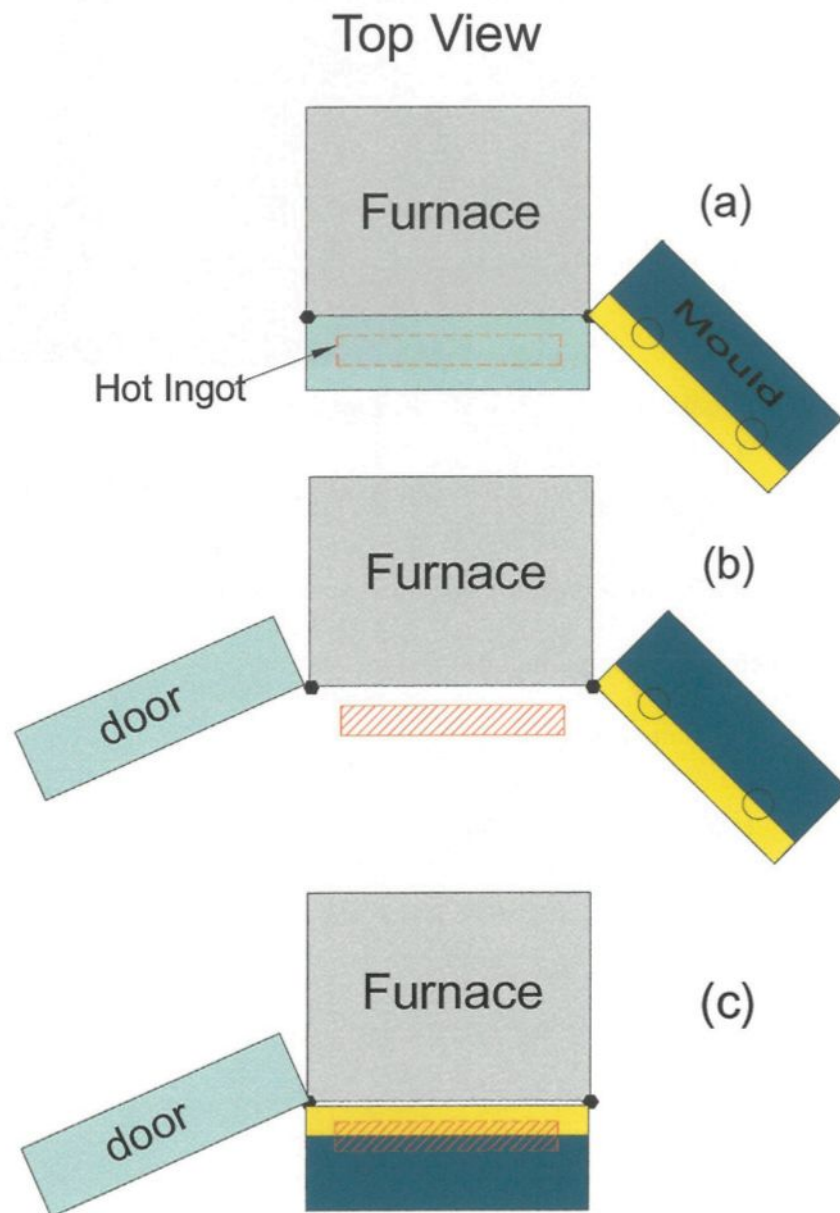 Top View
Furnace
(a)
Mould
Hot Ingot
Furnace
(b)
door
Furnace
(c)
door